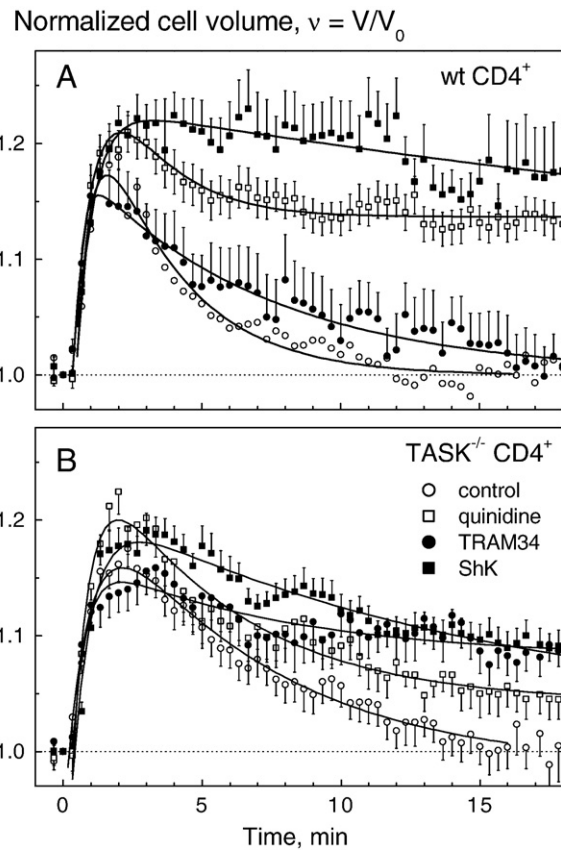 Normalized cell volume, ν = V/V₀
A
wt CD4⁺
1.2
1.1
1.0
B
TASK⁻/⁻ CD4⁺
control
quinidine
TRAM34
ShK
1.2
1.1
1.0
0
5
10
15
Time, min